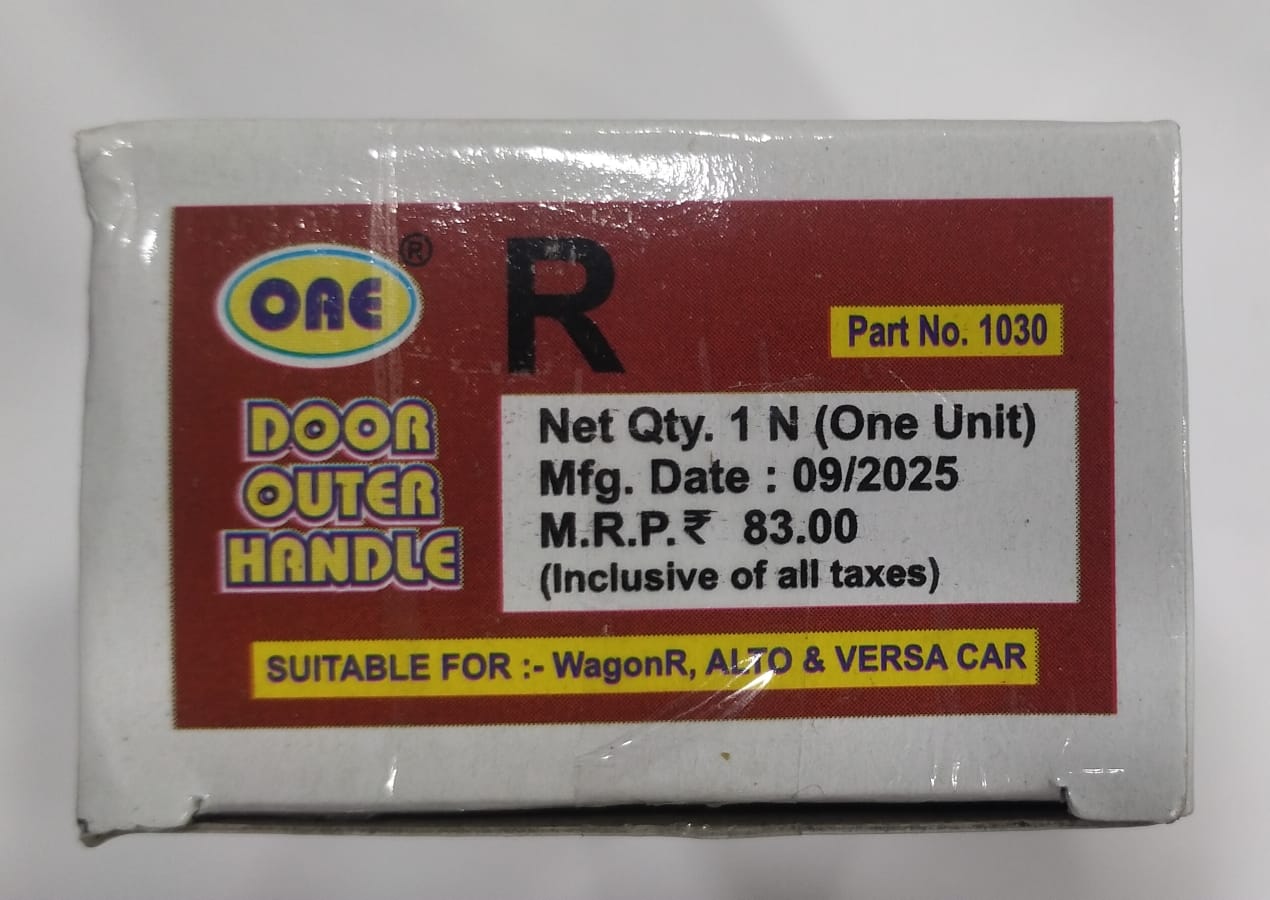 OAE ®
R
Part No. 1030
DOOR
OUTER
HANDLE
Net Qty. 1 N (One Unit)
Mfg. Date : 09/2025
M.R.P.₹ 83.00
(Inclusive of all taxes)
SUITABLE FOR :- WagonR, ALTO & VERSA CAR